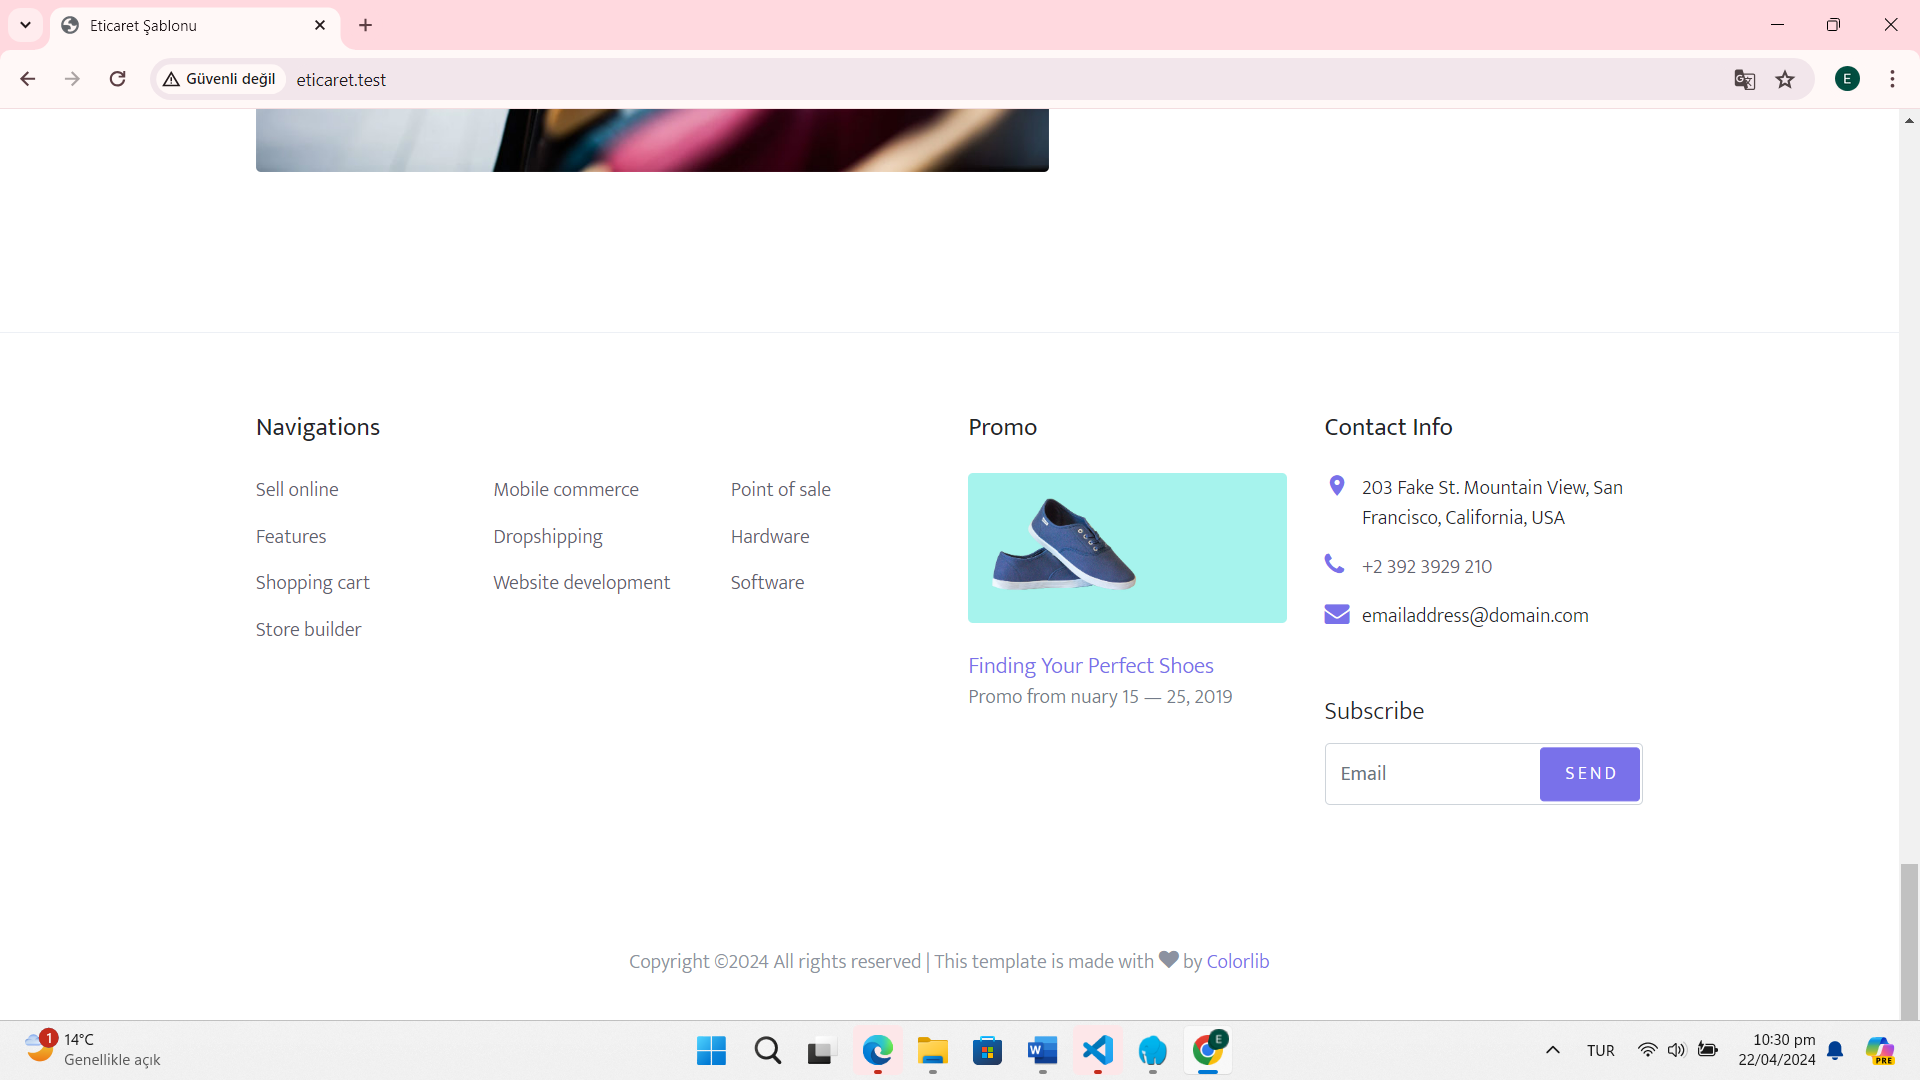 Eticaret Şablonu
Güvenli değil
eticaret.test
E
Navigations
Sell online
Features
Shopping cart
Store builder
Mobile commerce
Dropshipping
Website development
Point of sale
Hardware
Software
Promo
Finding Your Perfect Shoes
Promo from nuary 15 — 25, 2019
Contact Info
203 Fake St. Mountain View, San
Francisco, California, USA
+2 392 3929 210
emailaddress@domain.com
Subscribe
Email
SEND
Copyright ©2024 All rights reserved | This template is made with ♥ by Colorlib
1
14°C
Genellikle açık
W
E
TUR
10:30 pm
22/04/2024
PRE